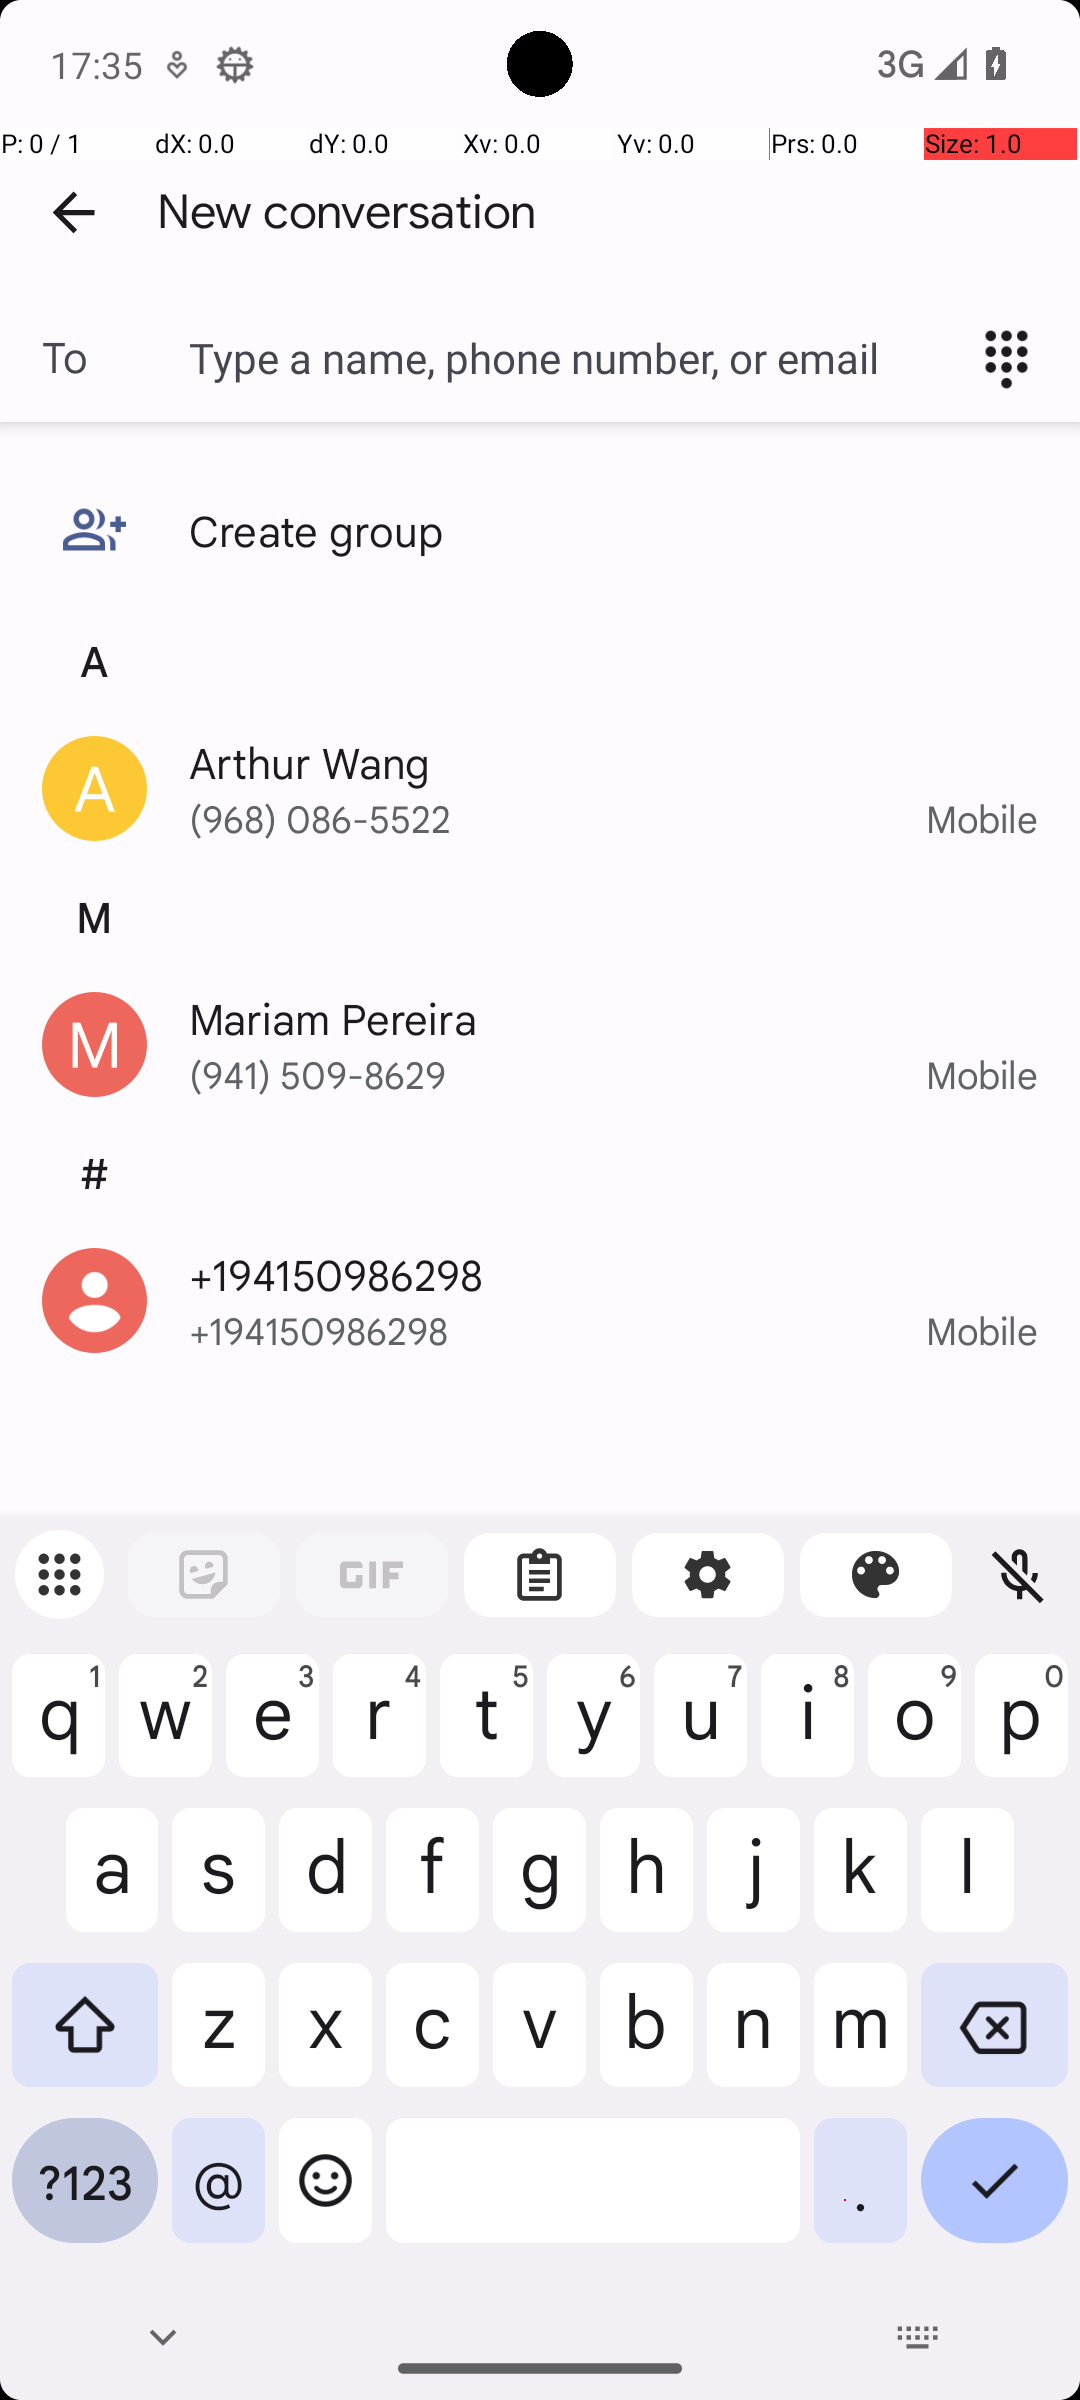 17:35
3G
P: 0 / 1 dX: 0.0 dY: 0.0 Xv: 0.0 Yv: 0.0 Prs: 0.0 Size: 1.0
New conversation
To Type a name, phone number, or email
Create group
A
A Arthur Wang
(968) 086-5522 Mobile
M
M Mariam Pereira
(941) 509-8629 Mobile
#
+194150986298
+194150986298 Mobile
GIF
q 1 w 2 e 3 r 4 t 5 y 6 u 7 i 8 o 9 p 0
a s d f g h j k l
z x c v b n m
?123 @ .